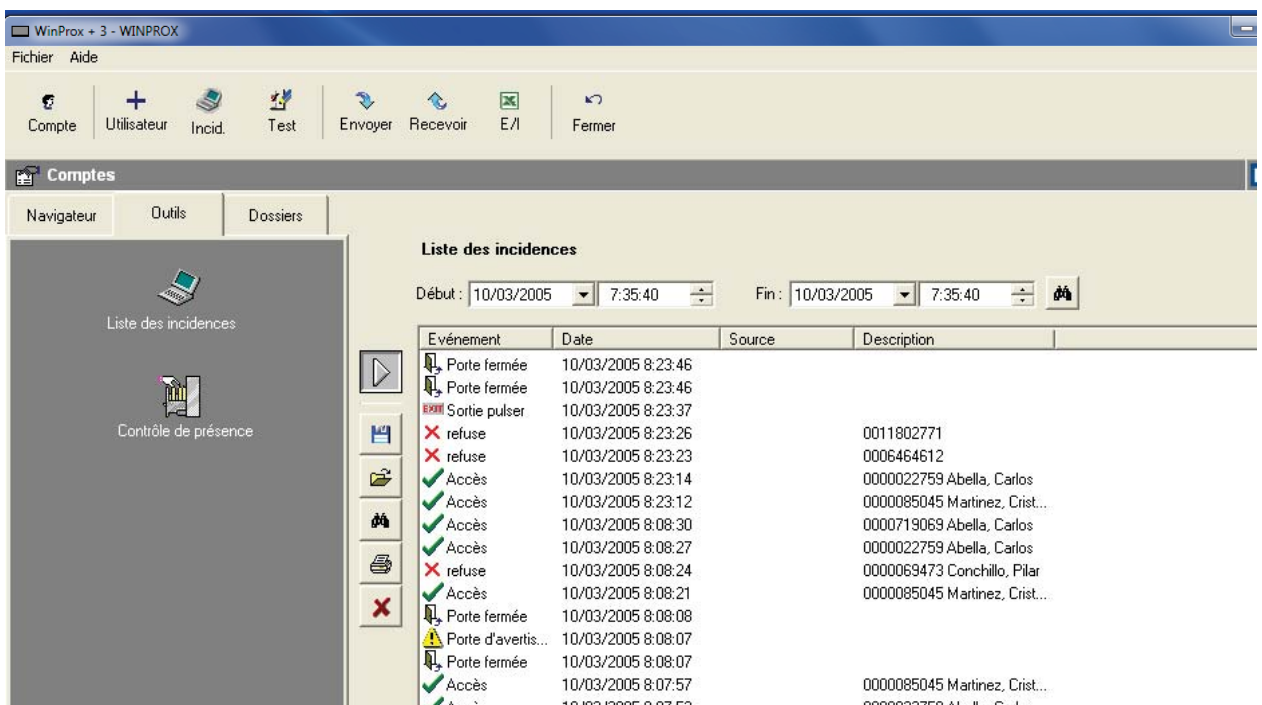 WinProx + 3 - WINPROX
Fichier Aide
Compte Utilisateur Incid. Test Envoyer Recevoir E/I Fermer
Comptes
Navigateur Outils Dossiers
Liste des incidences
Début : 10/03/2005 7:35:40 Fin : 10/03/2005 7:35:40
Liste des incidences
Contrôle de présence
Evénement Date Source Description
Porte fermée 10/03/2005 8:23:46
Porte fermée 10/03/2005 8:23:46
EXIT Sortie pulser 10/03/2005 8:23:37
refuse 10/03/2005 8:23:26 0011802771
refuse 10/03/2005 8:23:23 0006464612
Accès 10/03/2005 8:23:14 0000022759 Abella, Carlos
Accès 10/03/2005 8:23:12 0000085045 Martinez, Crist...
Accès 10/03/2005 8:08:30 0000719069 Abella, Carlos
Accès 10/03/2005 8:08:27 0000022759 Abella, Carlos
refuse 10/03/2005 8:08:24 0000069473 Conchillo, Pilar
Accès 10/03/2005 8:08:21 0000085045 Martinez, Crist...
Porte fermée 10/03/2005 8:08:08
Porte d'avertis... 10/03/2005 8:08:07
Porte fermée 10/03/2005 8:08:07
Accès 10/03/2005 8:07:57 0000085045 Martinez, Crist...